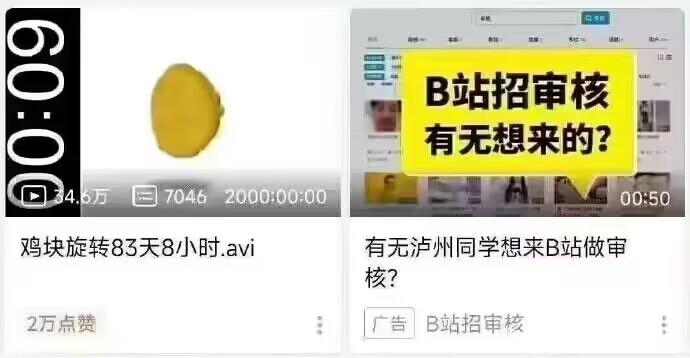 00:09
34.6万
7046
2000:00:00
鸡块旋转83天8小时.avi
2万点赞
审核
B站招审核
有无想来的?
00:50
有无泸州同学想来B站做审
核?
广告
B站招审核